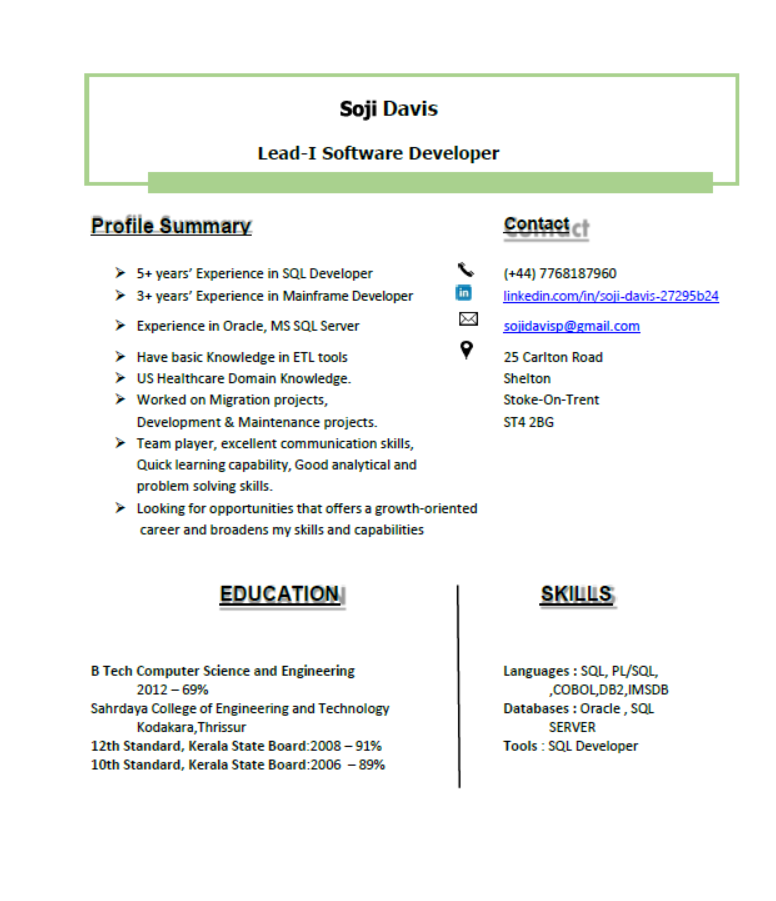 Soji Davis
Lead-I Software Developer
Profile Summary
➤ 5+ years’ Experience in SQL Developer
➤ 3+ years’ Experience in Mainframe Developer
➤ Experience in Oracle, MS SQL Server
➤ Have basic Knowledge in ETL tools
➤ US Healthcare Domain Knowledge.
➤ Worked on Migration projects,
Development & Maintenance projects.
➤ Team player, excellent communication skills,
Quick learning capability, Good analytical and
problem solving skills.
➤ Looking for opportunities that offers a growth-oriented
career and broadens my skills and capabilities
Contact
(+44) 7768187960
in linkedin.com/in/soji-davis-27295b24
sojidavisp@gmail.com
25 Carlton Road
Shelton
Stoke-On-Trent
ST4 2BG
EDUCATION
B Tech Computer Science and Engineering
2012 – 69%
Sahrdaya College of Engineering and Technology
Kodakara,Thrissur
12th Standard, Kerala State Board:2008 – 91%
10th Standard, Kerala State Board:2006 – 89%
SKILLS
Languages : SQL, PL/SQL,
,COBOL,DB2,IMSDB
Databases : Oracle , SQL
SERVER
Tools : SQL Developer